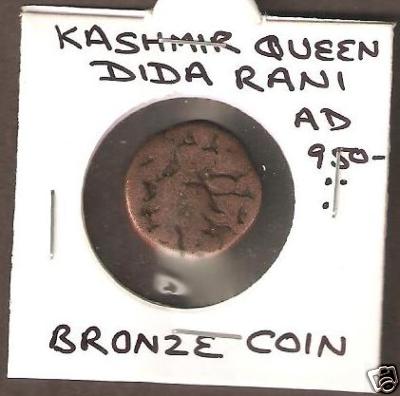 KASHMIR QUEEN
DIDA RANI
AD
950-
BRONZE COIN